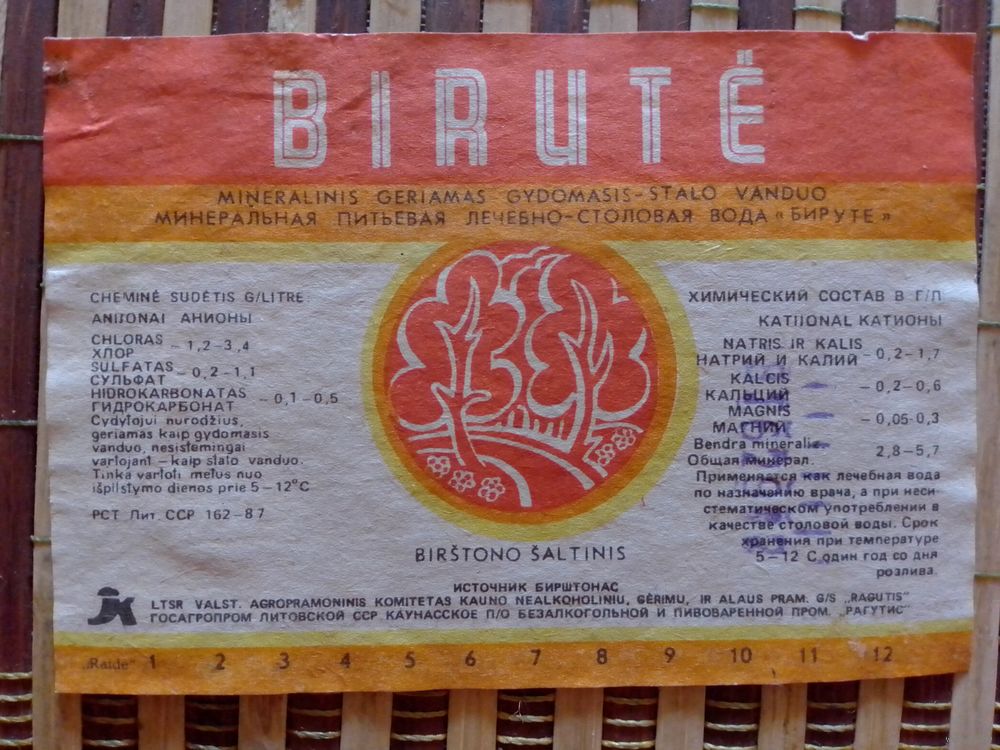 BIRUTĖ
MINERALINIS GERIAMAS GYDOMASIS-STALO VANDUO
МИНЕРАЛЬНАЯ ПИТЬЕВАЯ ЛЕЧЕБНО-СТОЛОВАЯ ВОДА «БИРУТЕ»
CHEMINĖ SUDĖTIS G/LITRE:
ANIJONAI АНИОНЫ
CHLORAS
ХЛОР – 1,2–3,4
SULFATAS
СУЛЬФАТ – 0,2–1,1
HIDROKARBONATAS
ГИДРОКАРБОНАТ – 0,1–0,5
Cydytojui nurodžius,
geriamas kaip gydomasis
vanduo, nesistemingai
vartojant – kaip stalo vanduo.
Tinka vartoti metus nuo
išpilstymo dienos prie 5–12°C
РСТ Лит. ССР 162–87
ХИМИЧЕСКИЙ СОСТАВ В Г/Л
KATIJONAI КАТИОНЫ
NATRIS IR KALIS
НАТРИЙ И КАЛИЙ – 0,2–1,7
KALCIS
КАЛЬЦИЙ – 0,2–0,6
MAGNIS
МАГНИЙ – 0,05-0,3
Bendra mineraliz.
Общая минерал. 2,8–5,7
Применяется как лечебная вода
по назначению врача, а при неси-
стематическом употреблении в
качестве столовой воды. Срок
хранения при температуре
5–12 С один год со дня
розлива.
BIRŠTONO ŠALTINIS
ИСТОЧНИК БИРШТОНАС
LTSR VALST. AGROPRAMONINIS KOMITETAS KAUNO NEALKOHOLINIU, GĖRIMU, IR ALAUS PRAM. G/S „RAGUTIS"
ГОСАГРОПРОМ ЛИТОВСКОЙ ССР КАУНАССКОЕ П/О БЕЗАЛКОГОЛЬНОЙ И ПИВОВАРЕННОЙ ПРОМ. „РАГУТИС"
„Raidė" 1 2 3 4 5 6 7 8 9 10 11 12